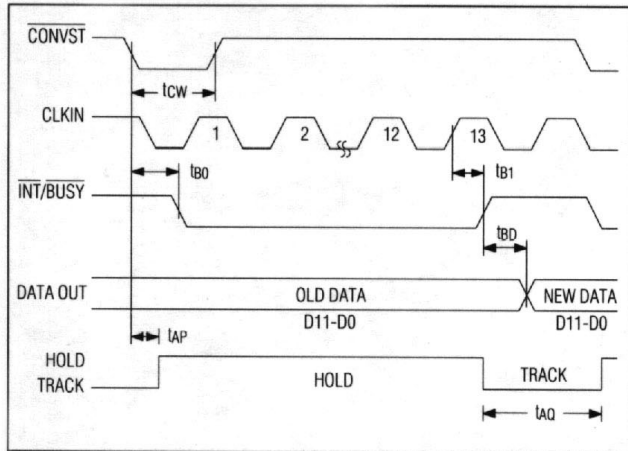 CONVST
tCW
CLKIN
1 2 12 13
tB0 tB1
INT/BUSY
tBD
DATA OUT OLD DATA NEW DATA
D11-D0 D11-D0
tAP
HOLD
TRACK HOLD TRACK
tAQ